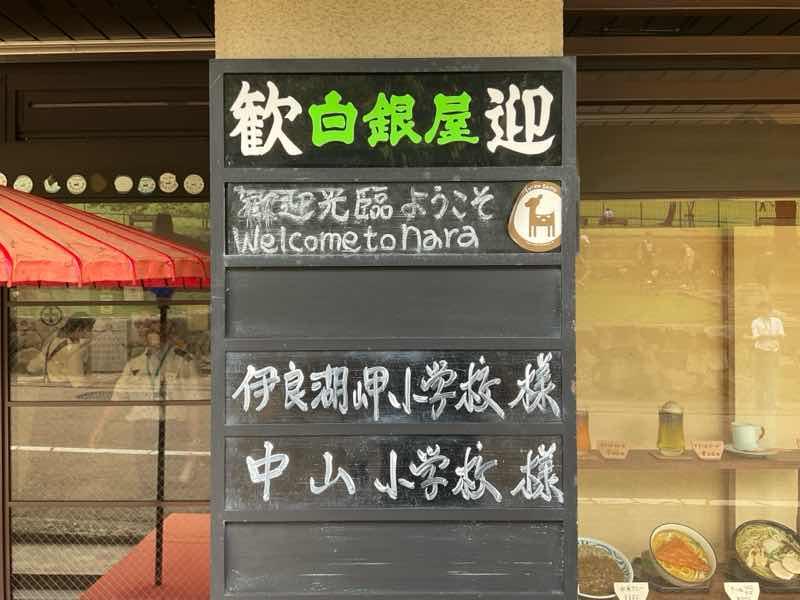 歓白銀屋迎
歓迎光臨 ようこそ
Welcome to nara
伊良湖岬小学校 様
中山小学校 様